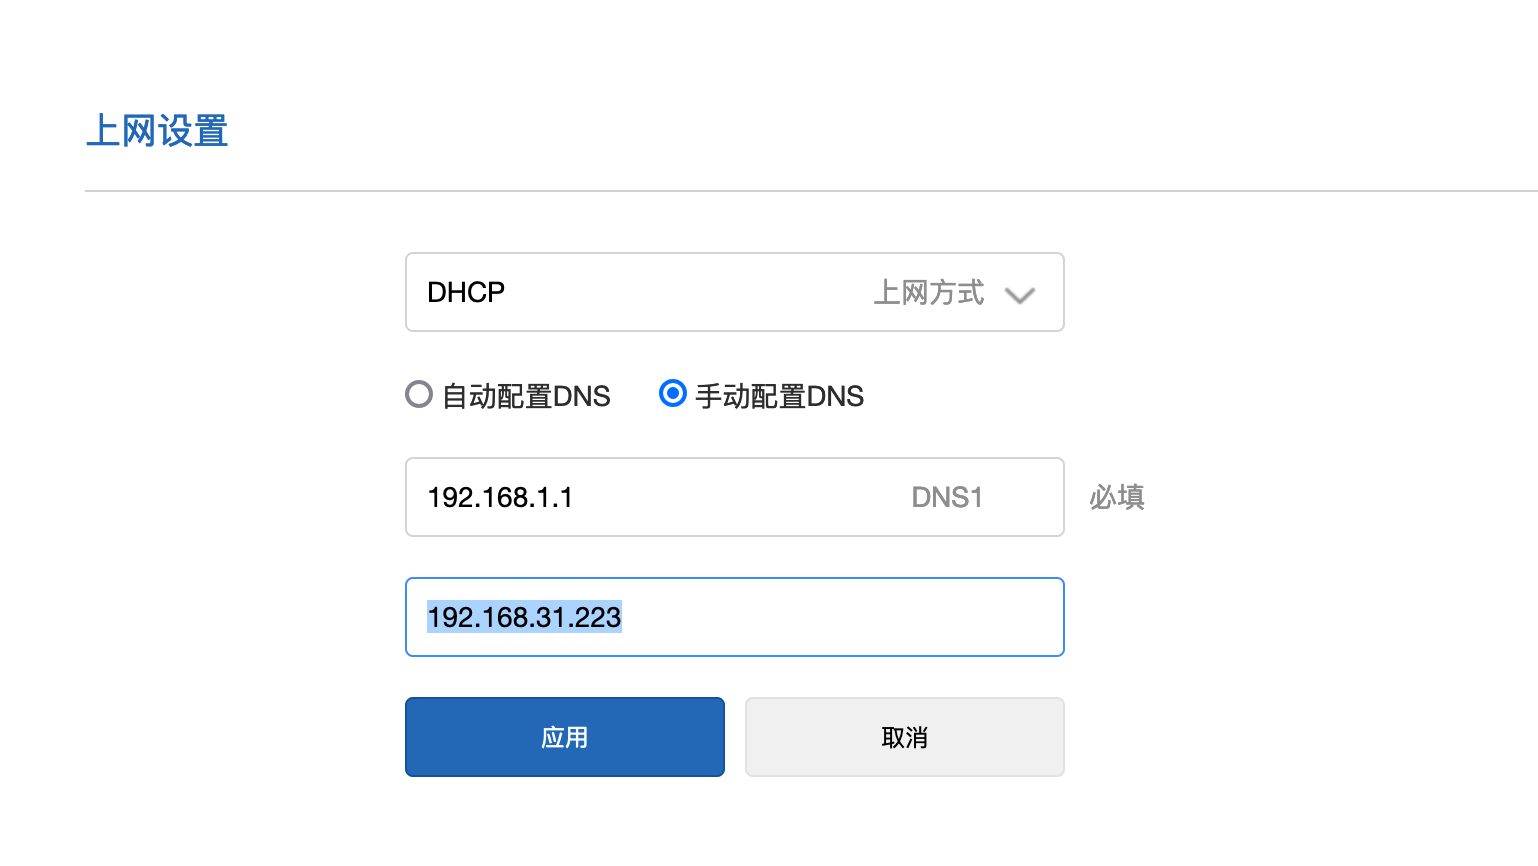 上网设置
DHCP 上网方式
自动配置DNS 手动配置DNS
192.168.1.1 DNS1 必填
192.168.31.223
应用 取消